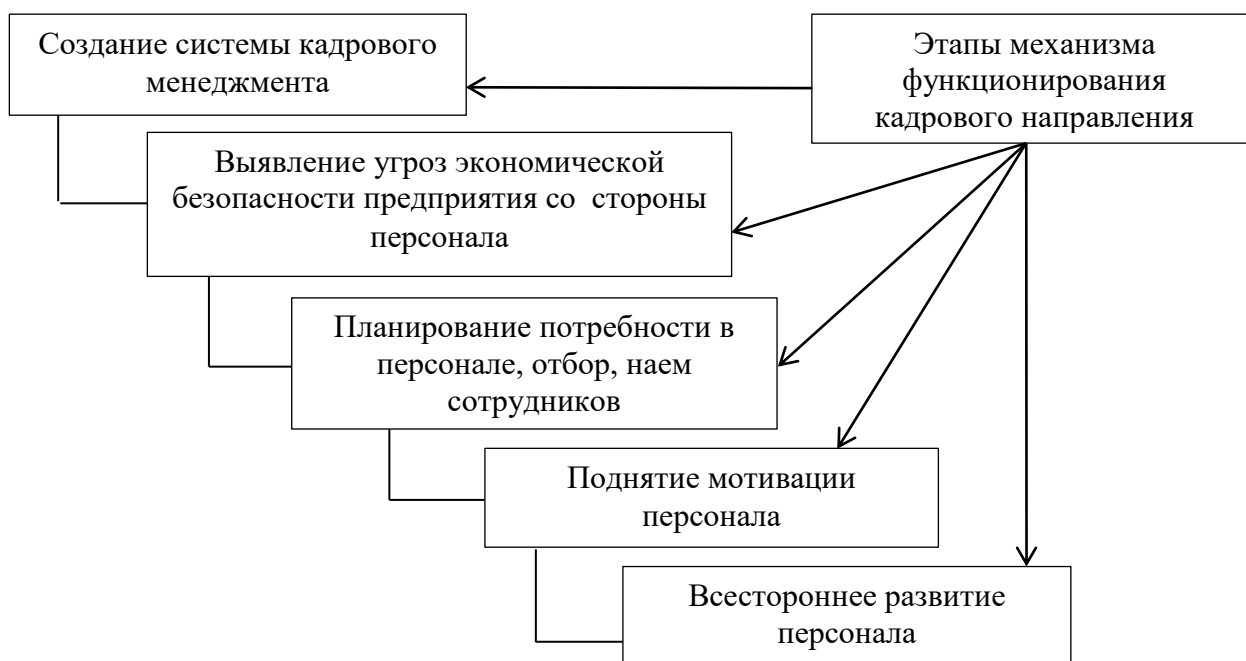 Создание системы кадрового
менеджмента
Этапы механизма
функционирования
кадрового направления
Выявление угроз экономической
безопасности предприятия со  стороны
персонала
Планирование потребности в
персонале, отбор, наем
сотрудников
Поднятие мотивации
персонала
Всестороннее развитие
персонала